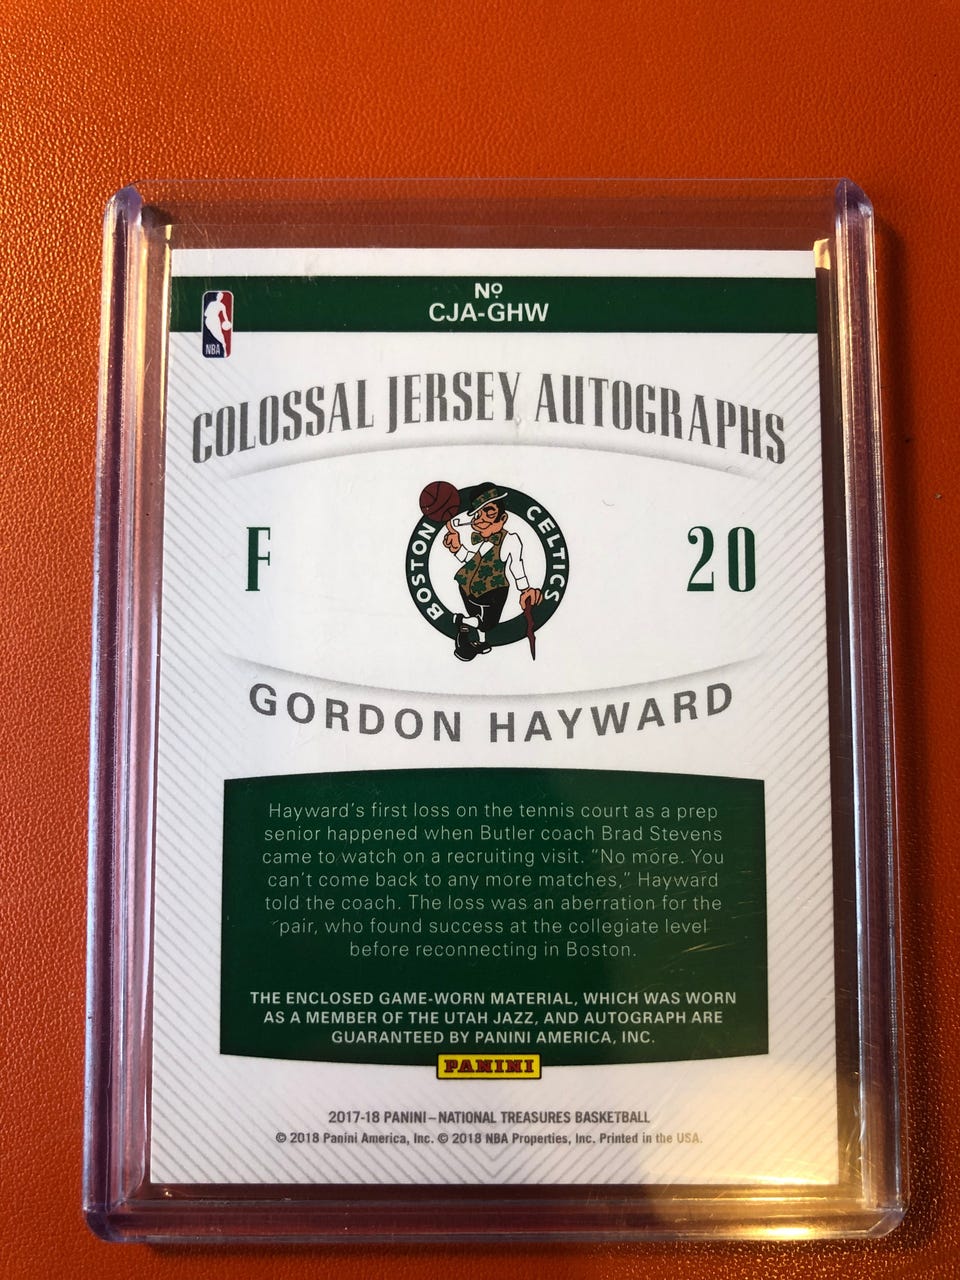 Nº
CJA-GHW
NBA
COLOSSAL JERSEY AUTOGRAPHS
F
BOSTON CELTICS
20
GORDON HAYWARD
Hayward's first loss on the tennis court as a prep
senior happened when Butler coach Brad Stevens
came to watch on a recruiting visit. "No more. You
can't come back to any more matches," Hayward
told the coach. The loss was an aberration for the
pair, who found success at the collegiate level
before reconnecting in Boston.
THE ENCLOSED GAME-WORN MATERIAL, WHICH WAS WORN
AS A MEMBER OF THE UTAH JAZZ, AND AUTOGRAPH ARE
GUARANTEED BY PANINI AMERICA, INC.
PANINI
2017-18 PANINI – NATIONAL TREASURES BASKETBALL
© 2018 Panini America, Inc. © 2018 NBA Properties, Inc. Printed in the USA.